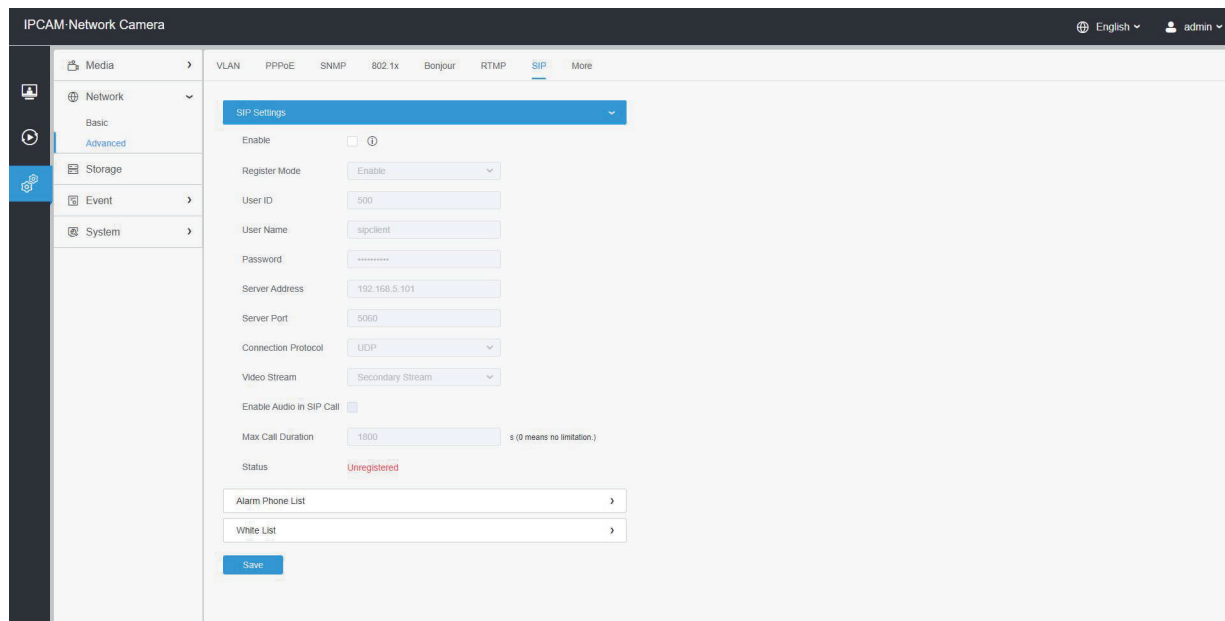 IPCAM·Network Camera English admin
Media
Network
Basic
Advanced
Storage
Event
System
VLAN PPPoE SNMP 802.1x Bonjour RTMP SIP More
SIP Settings
Enable
Register Mode Enable
User ID 500
User Name sipclient
Password ••••••••••
Server Address 192.168.5.101
Server Port 5060
Connection Protocol UDP
Video Stream Secondary Stream
Enable Audio in SIP Call
Max Call Duration 1800 s (0 means no limitation.)
Status Unregistered
Alarm Phone List
White List
Save